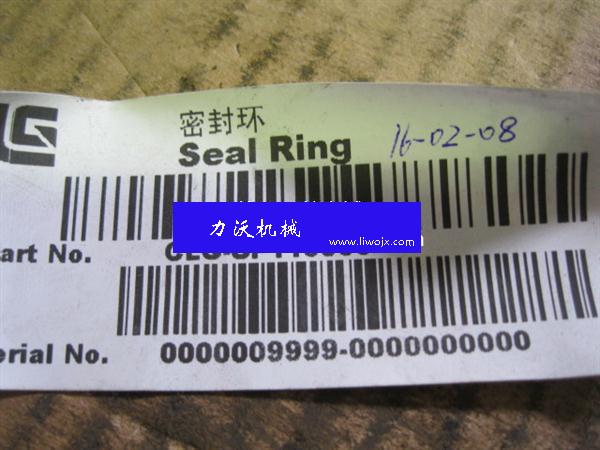 密封环
Seal Ring
16-02-08
力沃机械
www.liwojx.com
art No.
erial No.
0000009999-0000000000